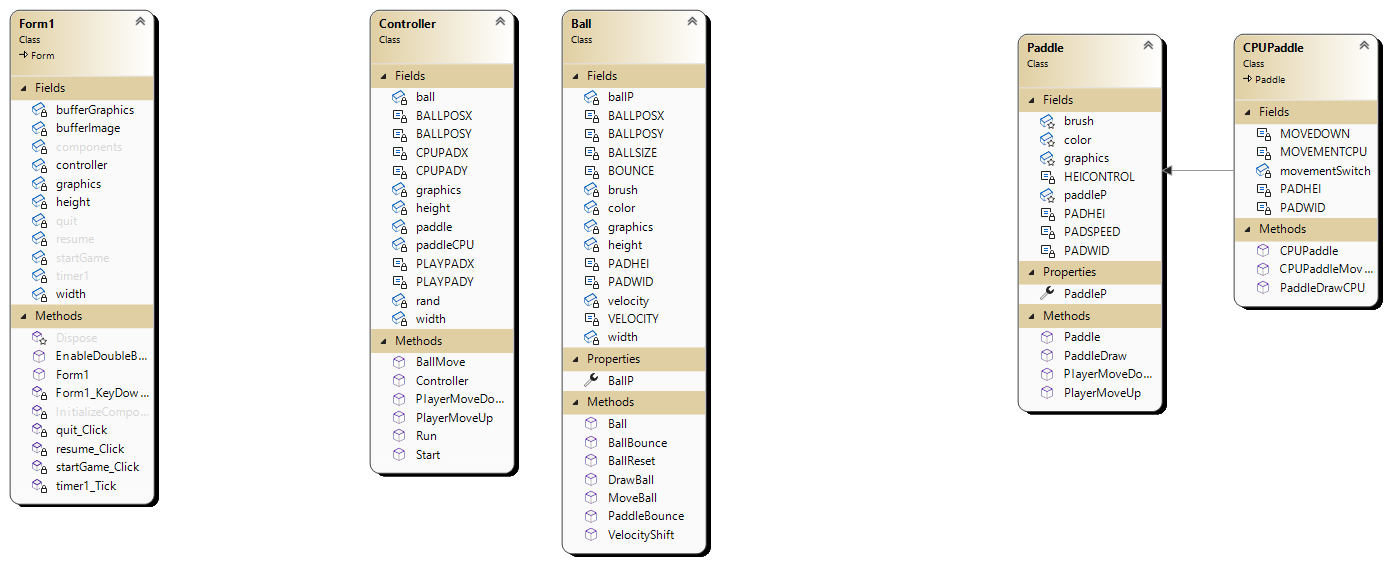 Form1
Class
Form
Fields
bufferGraphics
bufferImage
components
controller
graphics
height
quit
resume
startGame
timer1
width
Methods
Dispose
EnableDoubleB...
Form1
Form1_KeyDow...
InitializeCompo...
quit_Click
resume_Click
startGame_Click
timer1_Tick
Controller
Class
Fields
ball
BALLPOSX
BALLPOSY
CPUPADX
CPUPADY
graphics
height
paddle
paddleCPU
PLAYPADX
PLAYPADY
rand
width
Methods
BallMove
Controller
PlayerMoveDo...
PlayerMoveUp
Run
Start
Ball
Class
Fields
ballP
BALLPOSX
BALLPOSY
BALLSIZE
BOUNCE
brush
color
graphics
height
PADHEI
PADWID
velocity
VELOCITY
width
Properties
BallP
Methods
Ball
BallBounce
BallReset
DrawBall
MoveBall
PaddleBounce
VelocityShift
Paddle
Class
Fields
brush
color
graphics
HEICONTROL
paddleP
PADHEI
PADSPEED
PADWID
Properties
PaddleP
Methods
Paddle
PaddleDraw
PlayerMoveDo...
PlayerMoveUp
CPUPaddle
Class
Paddle
Fields
MOVEDOWN
MOVEMENTCPU
movementSwitch
PADHEI
PADWID
Methods
CPUPaddle
CPUPaddleMov...
PaddleDrawCPU